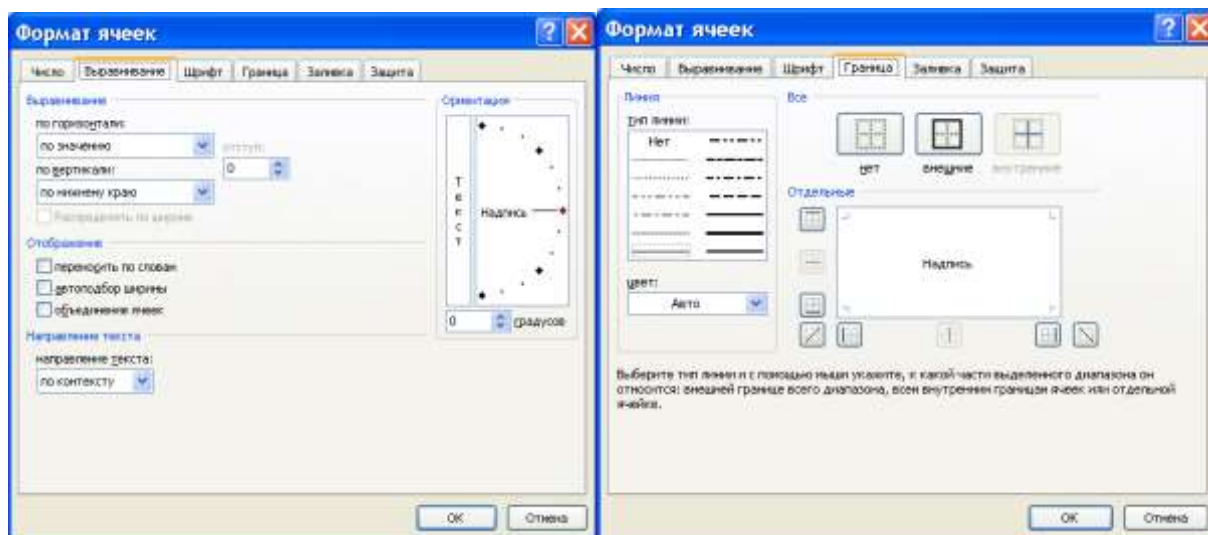 Формат ячеек
Число Выравнивание Шрифт Граница Заливка Защита
Выравнивание
по горизонтали:
по значению
отступ:
по вертикали:
0
по нижнему краю
Распределять по ширине
Отображение
переносить по словам
автоподбор ширины
объединение ячеек
Направление текста
направление текста:
по контексту
Ориентация
Текст
Надпись
0 градусов
ОК Отмена
Формат ячеек
Число Выравнивание Шрифт Граница Заливка Защита
Линия
тип линии:
Нет
цвет:
Авто
Все
нет внешние внутренние
Отдельные
Надпись
Выберите тип линии и с помощью мыши укажите, к какой части выделенного диапазона он
относится: внешней границе всего диапазона, всем внутренним границам ячеек или отдельной
ячейке.
ОК Отмена